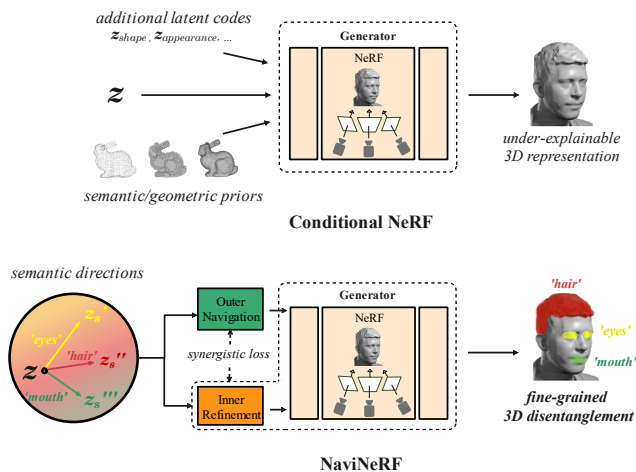 additional latent codes
z_shape , z_appearance, ...
Generator
NeRF
z
under-explainable
3D representation
semantic/geometric priors
Conditional NeRF
semantic directions
Outer
Navigation
Generator
NeRF
synergistic loss
Inner
Refinement
z_s'
'eyes'
'hair'
z_s''
z
'mouth'
z_s'''
'hair'
'eyes'
'mouth'
fine-grained
3D disentanglement
NaviNeRF